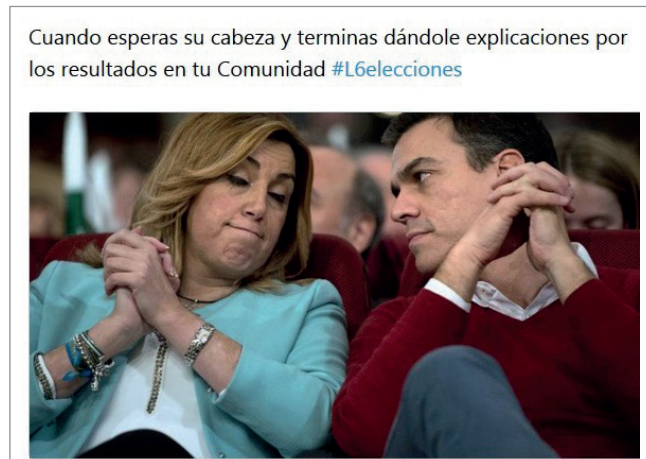 Cuando esperas su cabeza y terminas dándole explicaciones por
los resultados en tu Comunidad #L6elecciones